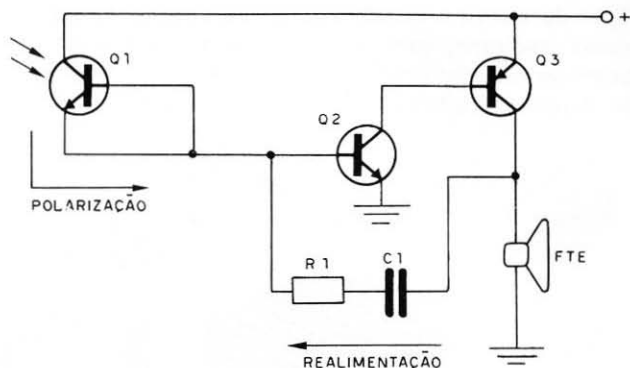 +
Q1
Q3
Q2
POLARIZAÇÃO
R1
C1
FTE
REALIMENTAÇÃO